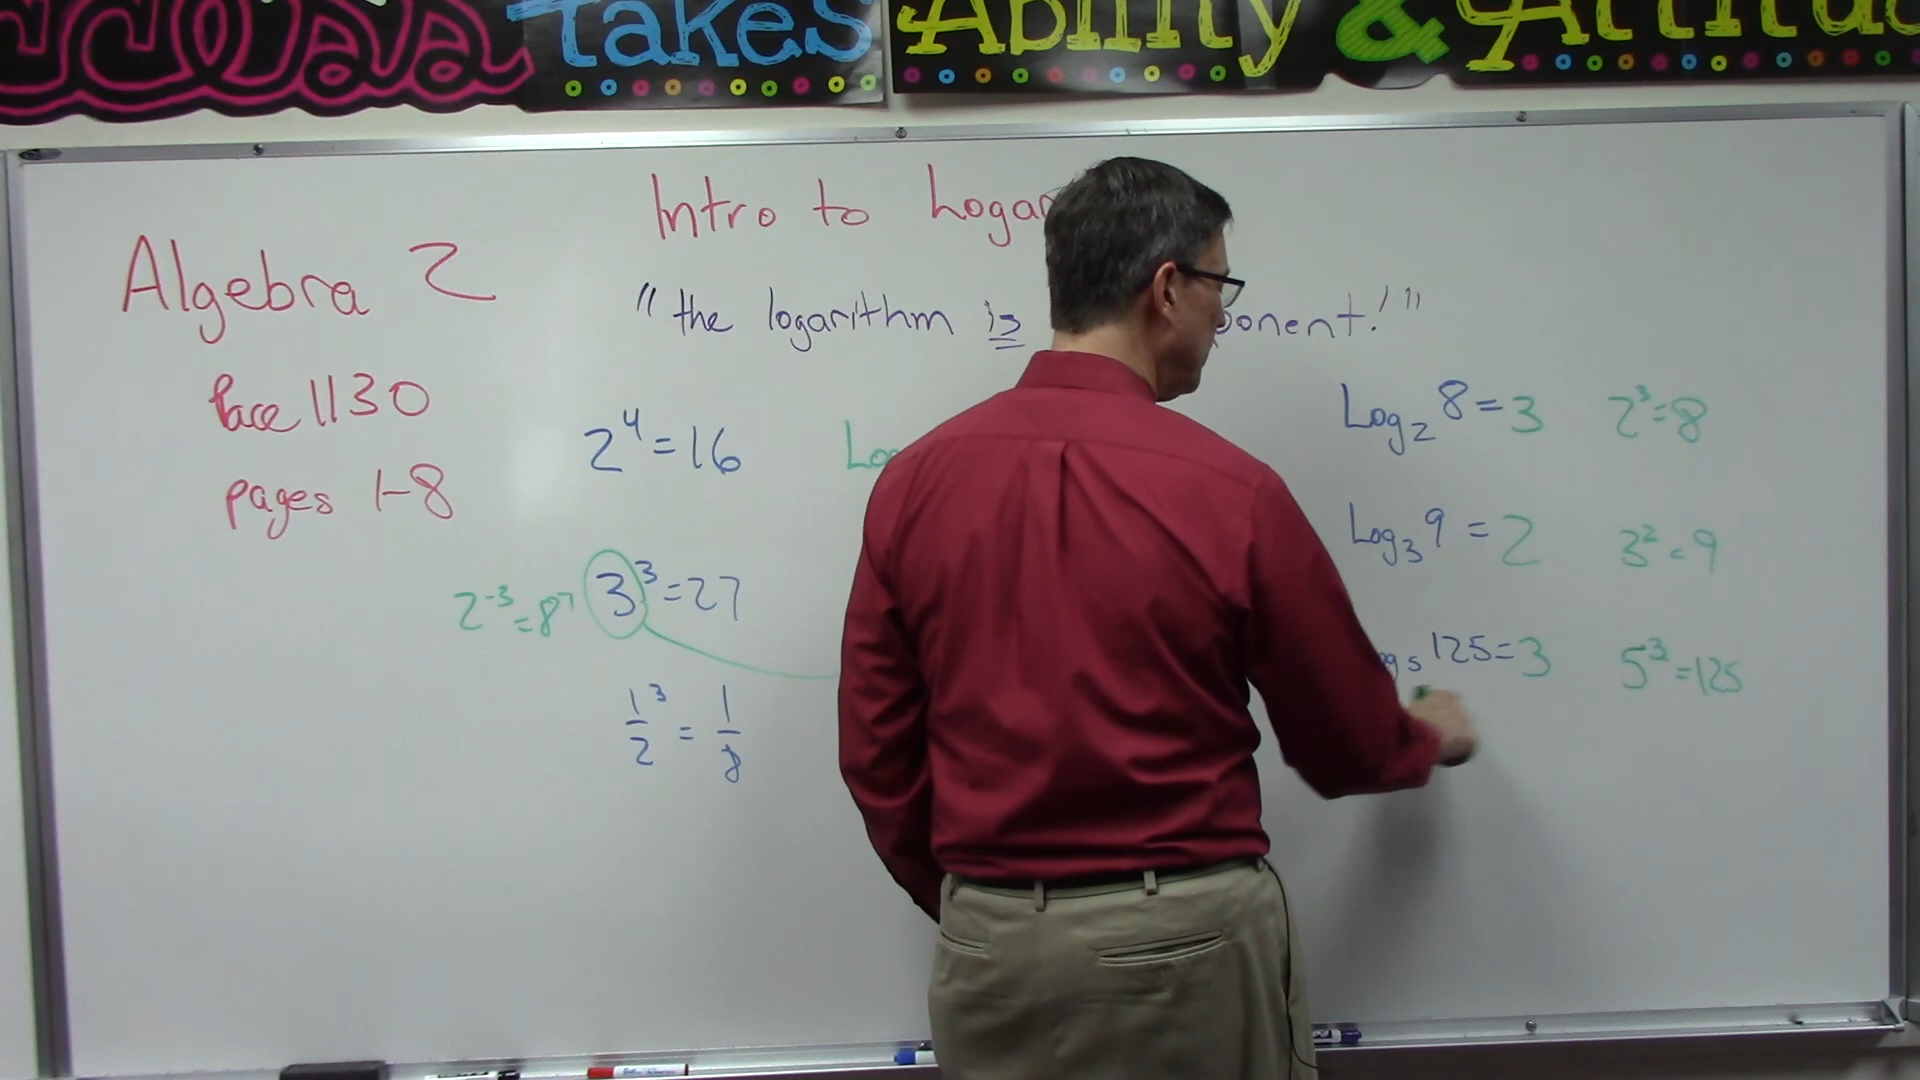 Takes Ability & Attitud
Intro to Logar
Algebra 2
"the logarithm is ponent!"
Pace 1130
pages 1-8
2⁴=16 Log
Log₂ 8=3 2³=8
Log₃ 9=2 3²=9
2⁻³=8 3³=27
og₅ 125=3 5³=125
1³/2 = 1/8